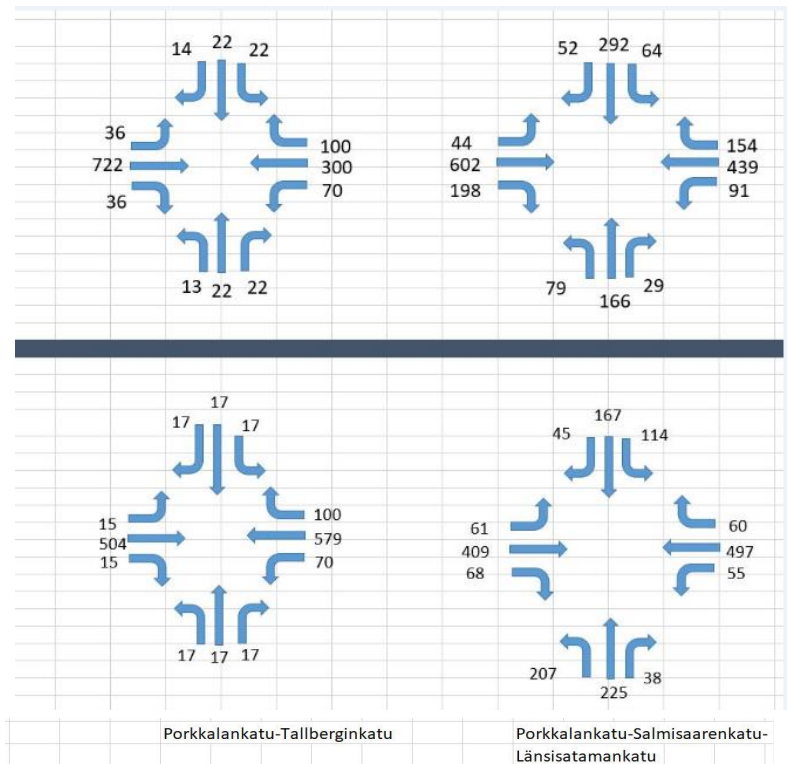 14 22 22
52 292 64
36
722
36
100
300
70
44
602
198
154
439
91
13 22 22
79 166 29
17 17 17
45 167 114
15
504
15
100
579
70
61
409
68
60
497
55
17 17 17
207 225 38
Porkkalankatu-Tallberginkatu
Porkkalankatu-Salmisaarenkatu-
Länsisatamankatu